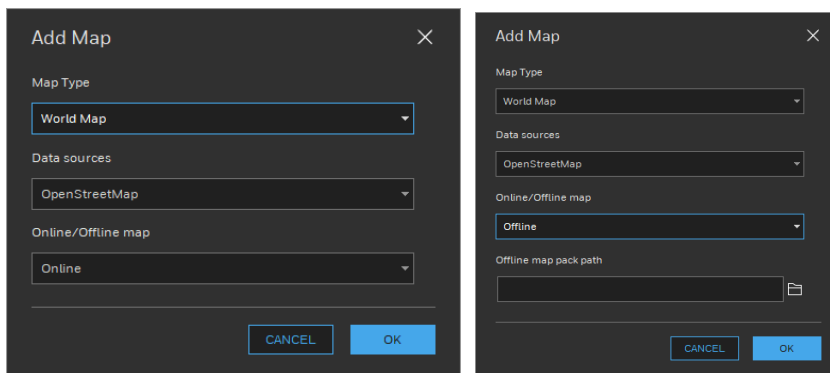 Add Map
Map Type
World Map
Data sources
OpenStreetMap
Online/Offline map
Online
CANCEL
OK
Add Map
Map Type
World Map
Data sources
OpenStreetMap
Online/Offline map
Offline
Offline map pack path
CANCEL
OK